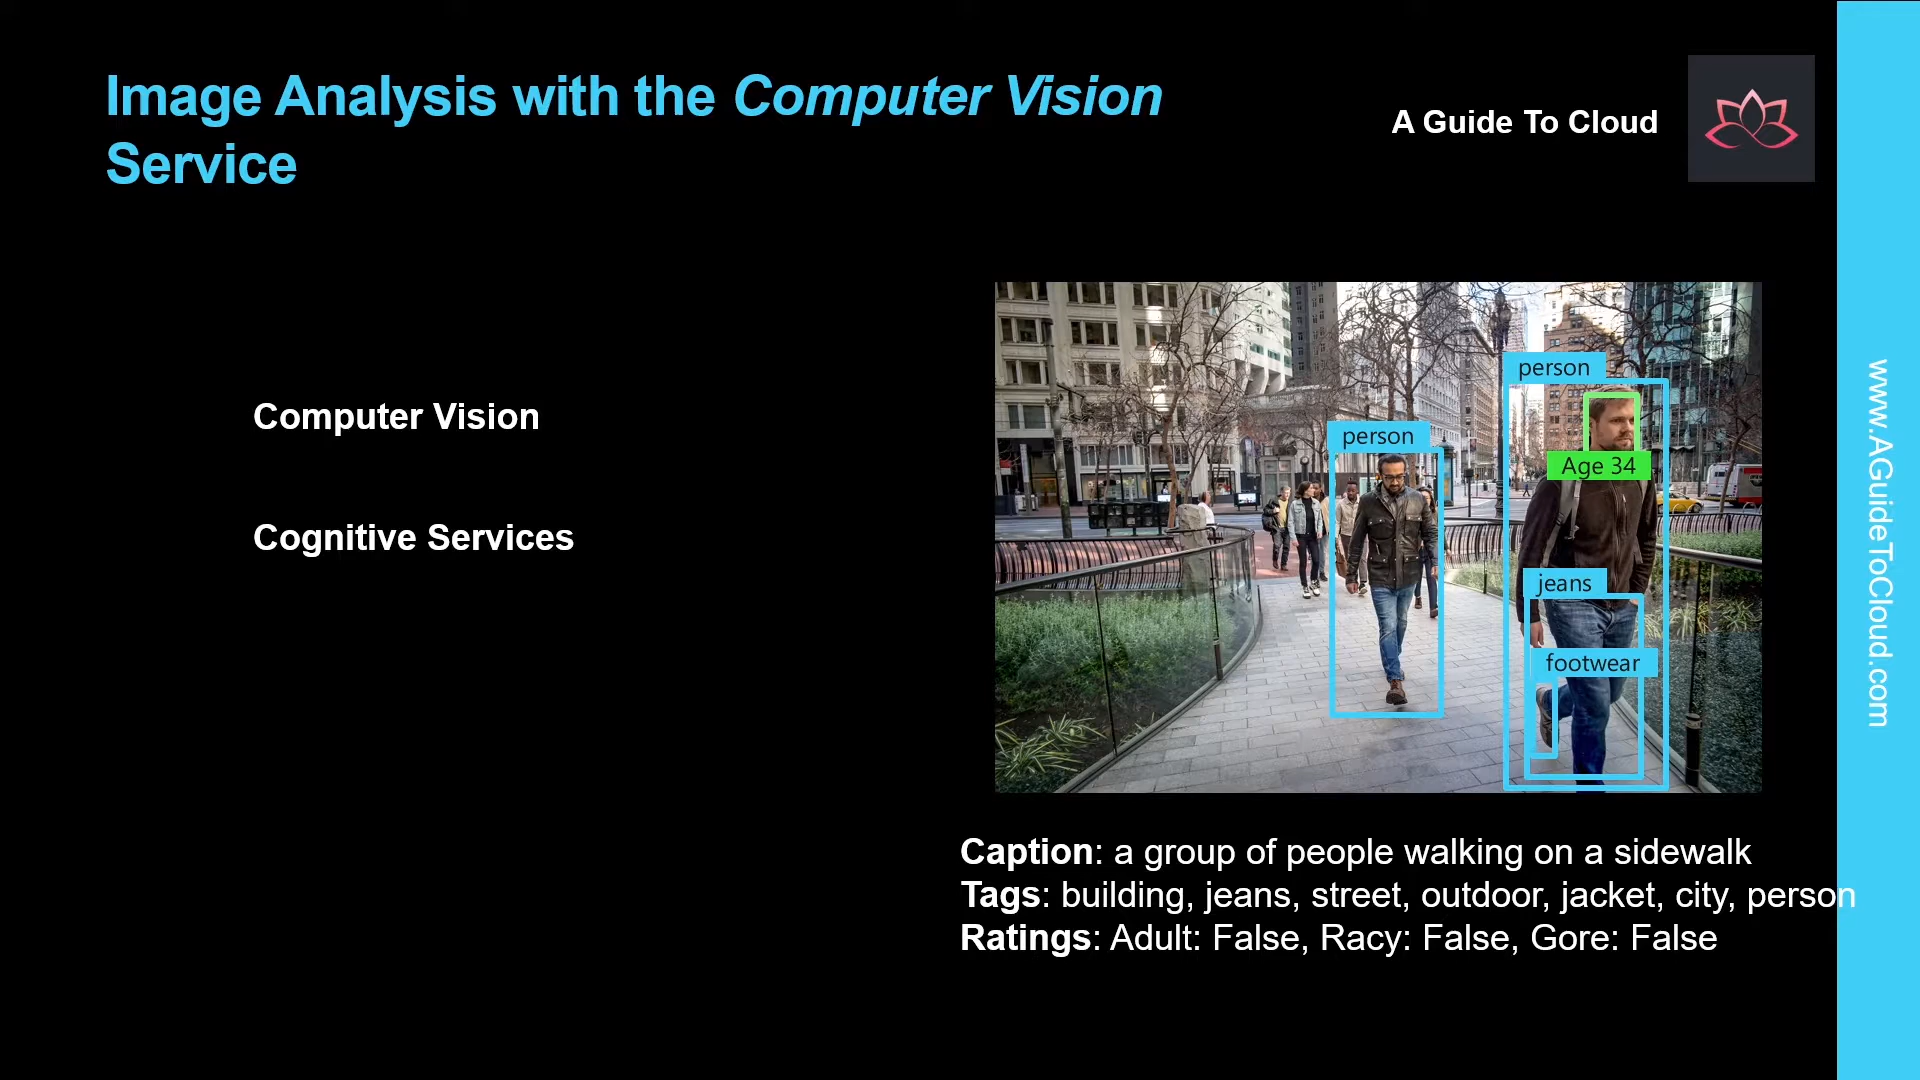 Image Analysis with the Computer Vision
Service
A Guide To Cloud
Computer Vision
Cognitive Services
person
person
Age 34
jeans
footwear
Caption: a group of people walking on a sidewalk
Tags: building, jeans, street, outdoor, jacket, city, person
Ratings: Adult: False, Racy: False, Gore: False
www.AGuideToCloud.com